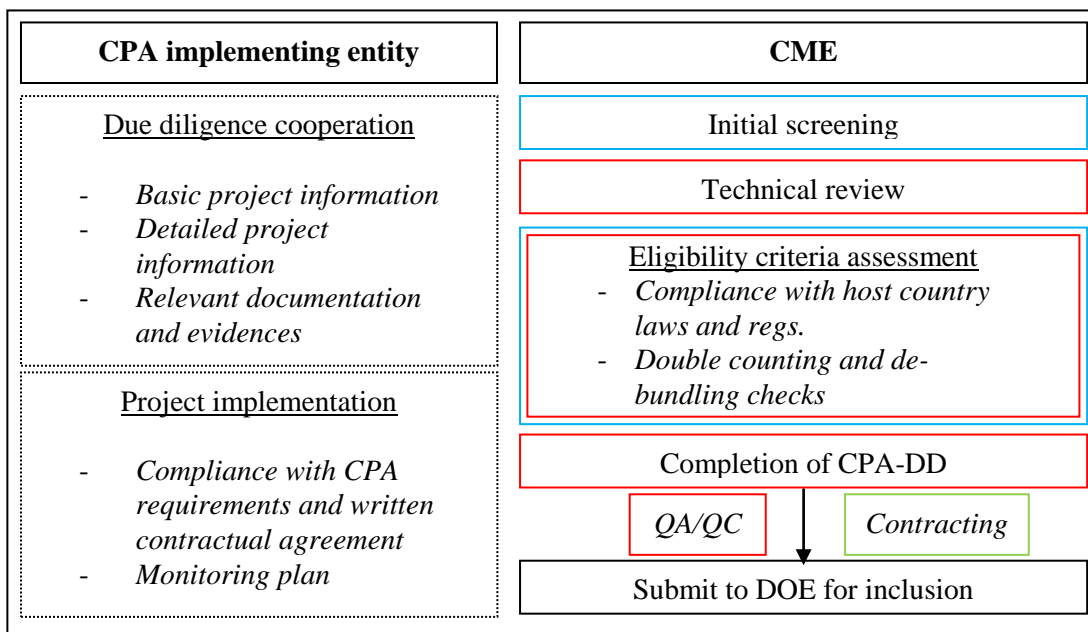 CPA implementing entity
Due diligence cooperation
- Basic project information
- Detailed project
information
- Relevant documentation
and evidences
Project implementation
- Compliance with CPA
requirements and written
contractual agreement
- Monitoring plan
CME
Initial screening
Technical review
Eligibility criteria assessment
- Compliance with host country
laws and regs.
- Double counting and de-
bundling checks
Completion of CPA-DD
QA/QC
Contracting
Submit to DOE for inclusion